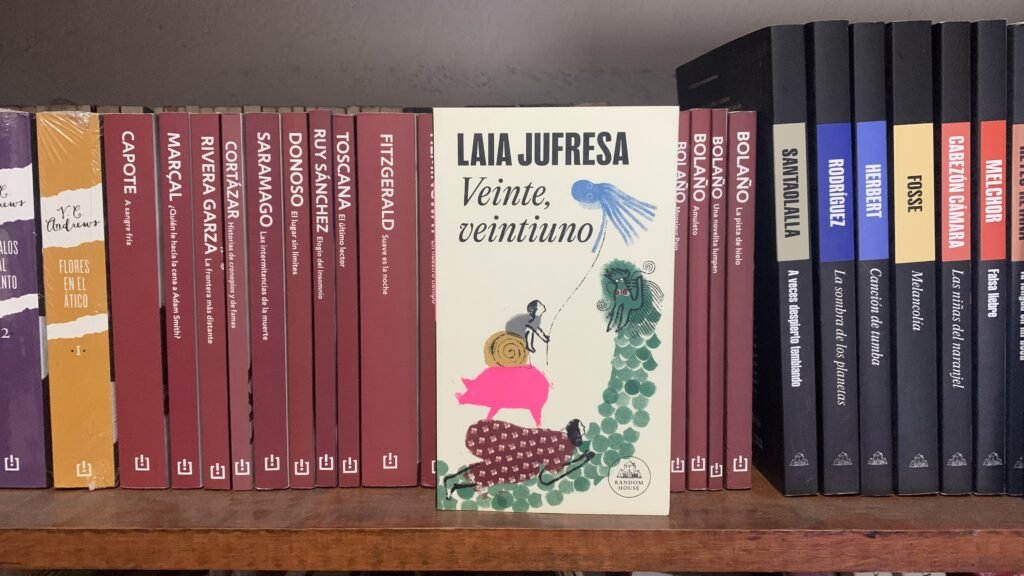 Andrews
ALOS
AL
ENTO
2
V. C.
Andrews
FLORES
EN EL
ÁTICO
·1·
CAPOTE A sangre fría
MARÇAL ¿Quién le hacía la cena a Adam Smith?
RIVERA GARZA La frontera más distante
CORTÁZAR Historias de cronopios y de famas
SARAMAGO Las intermitencias de la muerte
DONOSO El lugar sin límites
RUY SÁNCHEZ Elogio del insomnio
TOSCANA El último lector
FITZGERALD Suave es la noche
LAIA JUFRESA
Veinte,
veintiuno
RANDOM
HOUSE
BOLAÑO
BOLAÑO Amuleto
BOLAÑO Una novelita lumpen
BOLAÑO La pista de hielo
SANTAOLALLA A veces despierto temblando
RODRÍGUEZ La sombra de los planetas
HERBERT Canción de tumba
FOSSE Melancolía
CABEZÓN CÁMARA Las niñas del naranjel
MELCHOR Falsa liebre